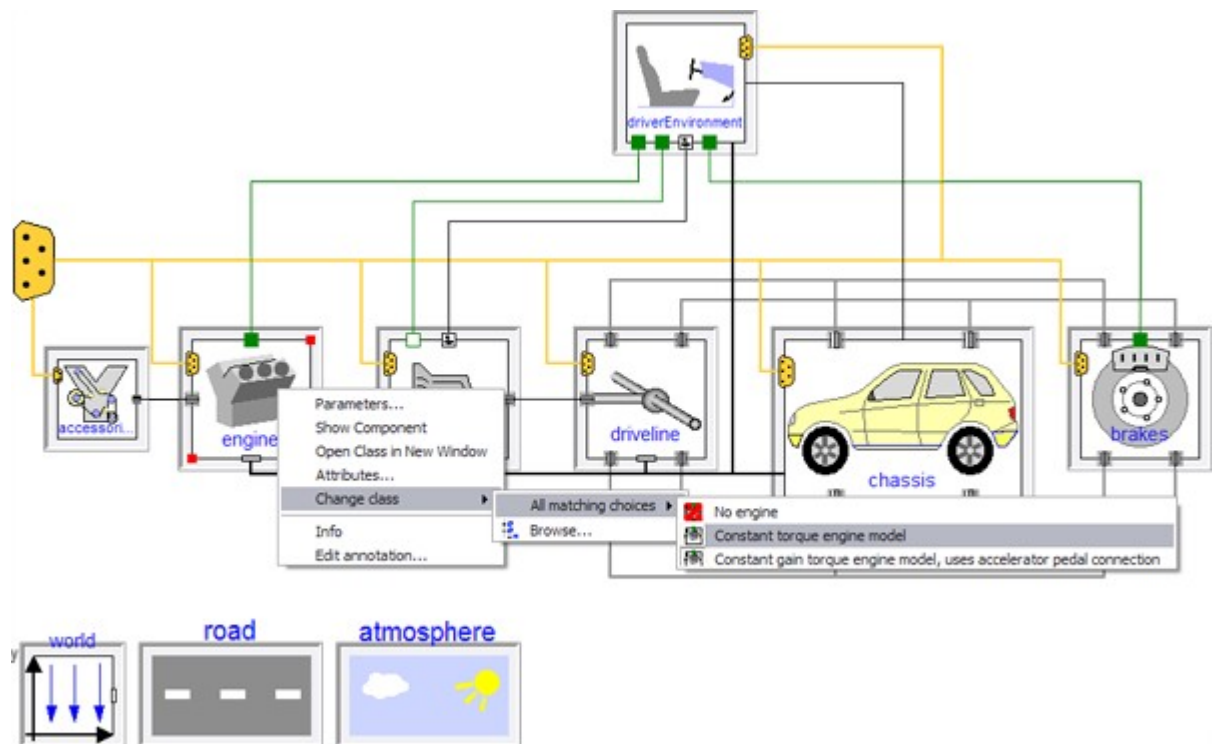 driverEnvironment
accessori...
engine
driveline
chassis
brakes
Parameters...
Show Component
Open Class in New Window
Attributes...
Change class
Info
Edit annotation...
All matching choices
Browse...
No engine
Constant torque engine model
Constant gain torque engine model, uses accelerator pedal connection
y
world
road
atmosphere